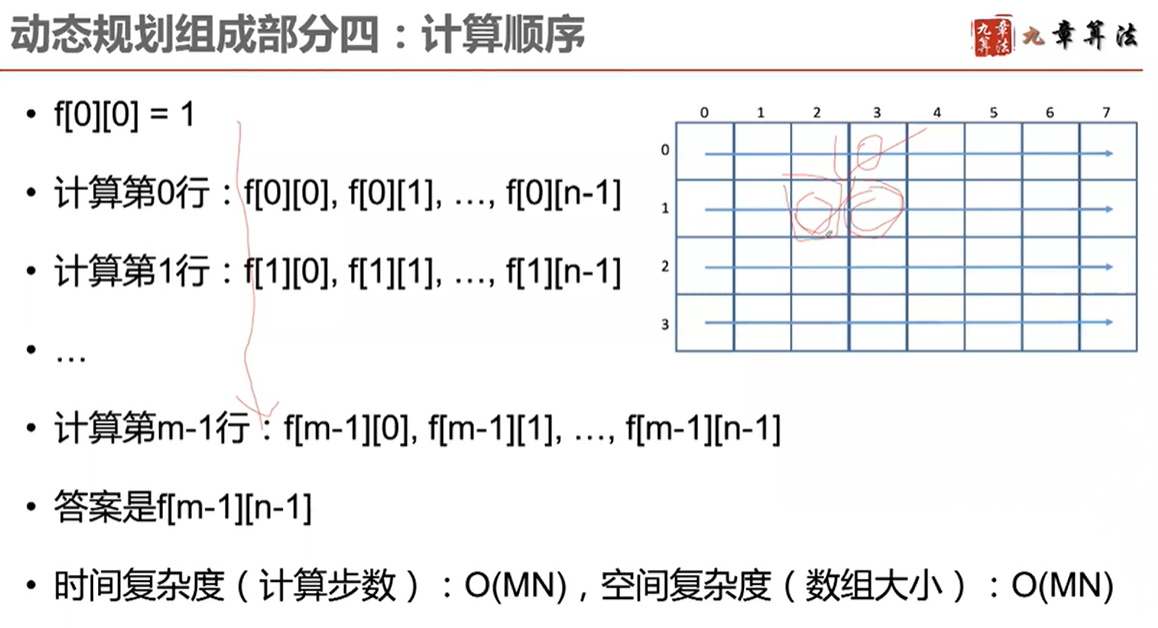 动态规划组成部分四：计算顺序
九章算法
九章算法
• f[0][0] = 1
• 计算第0行：f[0][0], f[0][1], …, f[0][n-1]
• 计算第1行：f[1][0], f[1][1], …, f[1][n-1]
• …
• 计算第m-1行：f[m-1][0], f[m-1][1], …, f[m-1][n-1]
• 答案是f[m-1][n-1]
• 时间复杂度（计算步数）：O(MN)，空间复杂度（数组大小）：O(MN)
0 1 2 3 4 5 6 7
0
1
2
3